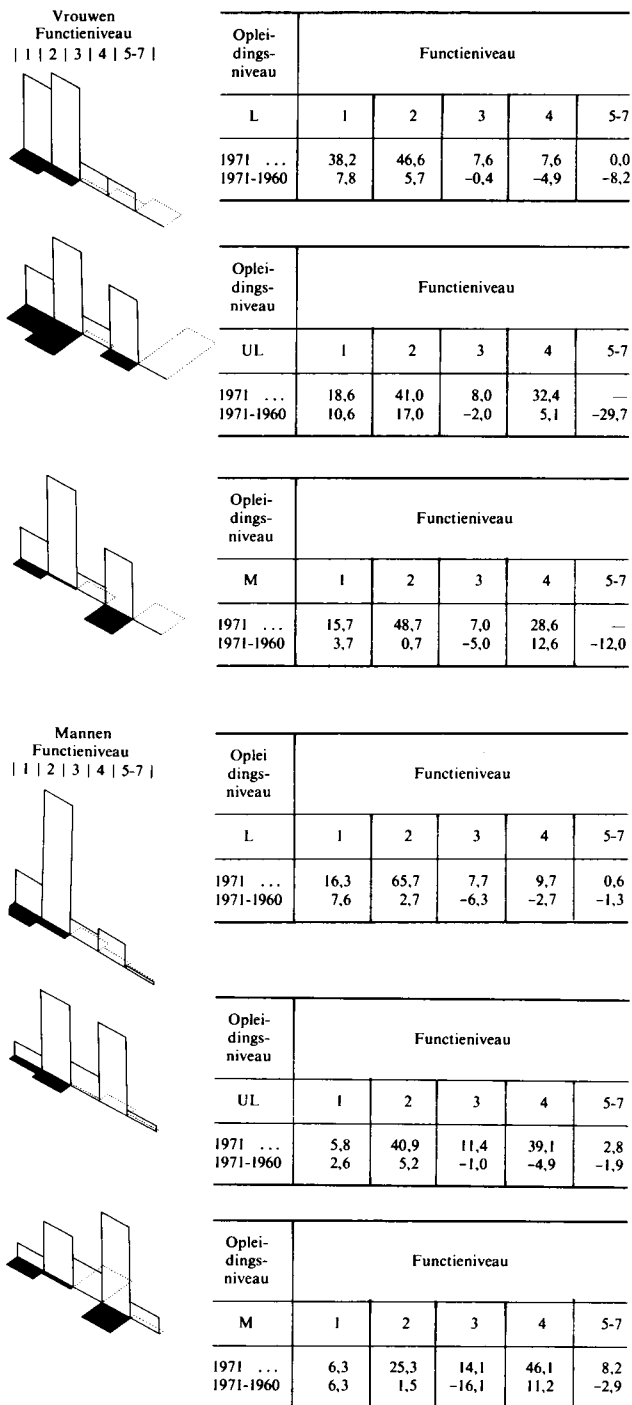 Vrouwen
Functieniveau
| 1 | 2 | 3 | 4 | 5-7 |
Oplei-
dings-
niveau
Functieniveau
L 1 2 3 4 5-7
1971 ... 38,2 46,6 7,6 7,6 0,0
1971-1960 7,8 5,7 -0,4 -4,9 -8,2
Oplei-
dings-
niveau
Functieniveau
UL 1 2 3 4 5-7
1971 ... 18,6 41,0 8,0 32,4 —
1971-1960 10,6 17,0 -2,0 5,1 -29,7
Oplei-
dings-
niveau
Functieniveau
M 1 2 3 4 5-7
1971 ... 15,7 48,7 7,0 28,6 —
1971-1960 3,7 0,7 -5,0 12,6 -12,0
Mannen
Functieniveau
| 1 | 2 | 3 | 4 | 5-7 |
Oplei
dings-
niveau
Functieniveau
L 1 2 3 4 5-7
1971 ... 16,3 65,7 7,7 9,7 0,6
1971-1960 7,6 2,7 -6,3 -2,7 -1,3
Oplei-
dings-
niveau
Functieniveau
UL 1 2 3 4 5-7
1971 ... 5,8 40,9 11,4 39,1 2,8
1971-1960 2,6 5,2 -1,0 -4,9 -1,9
Oplei-
dings-
niveau
Functieniveau
M 1 2 3 4 5-7
1971 ... 6,3 25,3 14,1 46,1 8,2
1971-1960 6,3 1,5 -16,1 11,2 -2,9